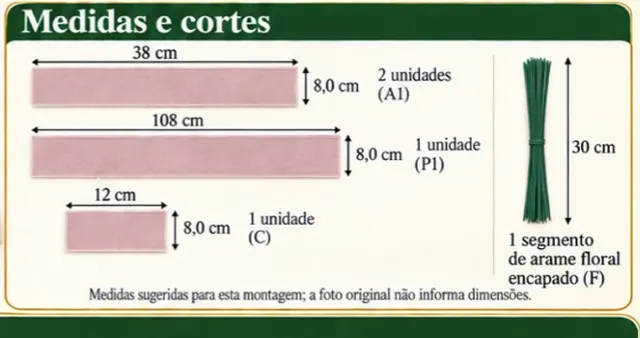 Medidas e cortes
38 cm
8,0 cm
2 unidades
(A1)
108 cm
8,0 cm
1 unidade
(P1)
12 cm
8,0 cm
1 unidade
(C)
30 cm
1 segmento
de arame floral
encapado (F)
Medidas sugeridas para esta montagem; a foto original não informa dimensões.